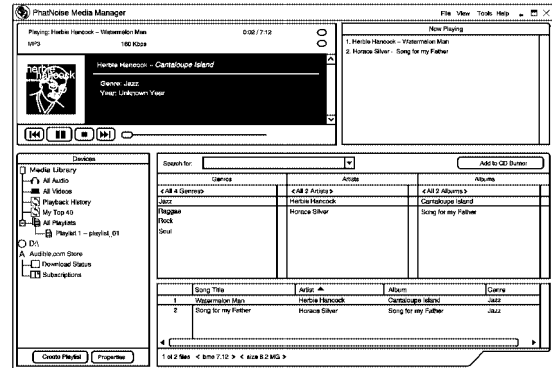 PhatNoise Media Manager
File View Tools Help
Playing: Herbie Hancock – Watermelon Man 0:02 / 7:12
MP3 160 Kbps
Now Playing
1. Herbie Hancock – Watermelon Man
2. Horace Silver - Song for my Father
herbie hancock
Herbie Hancock – Cantaloupe Island
Genre: Jazz
Year: Unknown Year
Devices
Media Library
All Audio
All Videos
Playback History
My Top 40
All Playlists
Playlist 1 – playlist_01
D:\
Audible.com Store
Download Status
Subscriptions
Create Playlist
Properties
Search for:
Add to CD Burner
Genres Artists Albums
<All 4 Genres> <All 2 Artists> <All 2 Albums>
Jazz Herbie Hancock Cantaloupe Island
Reggae Horace Silver Song for my Father
Rock
Soul
Song Title Artist Album Genre
1 Watermelon Man Herbie Hancock Cantaloupe Island Jazz
2 Song for my Father Horace Silver Song for my Father Jazz
1 of 2 files < time 7.12 > < size 8.2 MG >